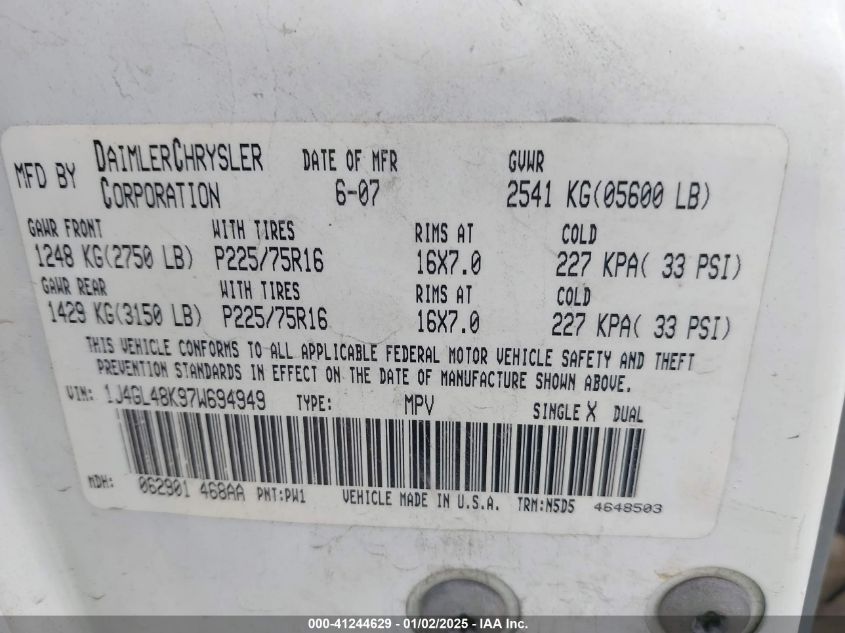 MFD BY DAIMLERCHRYSLER CORPORATION DATE OF MFR 6-07 GVWR 2541 KG(05600 LB)
GAWR FRONT WITH TIRES RIMS AT COLD
1248 KG(2750 LB) P225/75R16 16X7.0 227 KPA( 33 PSI)
GAWR REAR WITH TIRES RIMS AT COLD
1429 KG(3150 LB) P225/75R16 16X7.0 227 KPA( 33 PSI)
THIS VEHICLE CONFORMS TO ALL APPLICABLE FEDERAL MOTOR VEHICLE SAFETY AND THEFT
PREVENTION STANDARDS IN EFFECT ON THE DATE OF MANUFACTURE SHOWN ABOVE.
VIN: 1J4GL48K97W694949 TYPE: MPV SINGLE X DUAL
MDH: 062901 468AA PNT:PW1 VEHICLE MADE IN U.S.A. TRM:N5D5 4648503
000-41244629 - 01/02/2025 - IAA Inc.